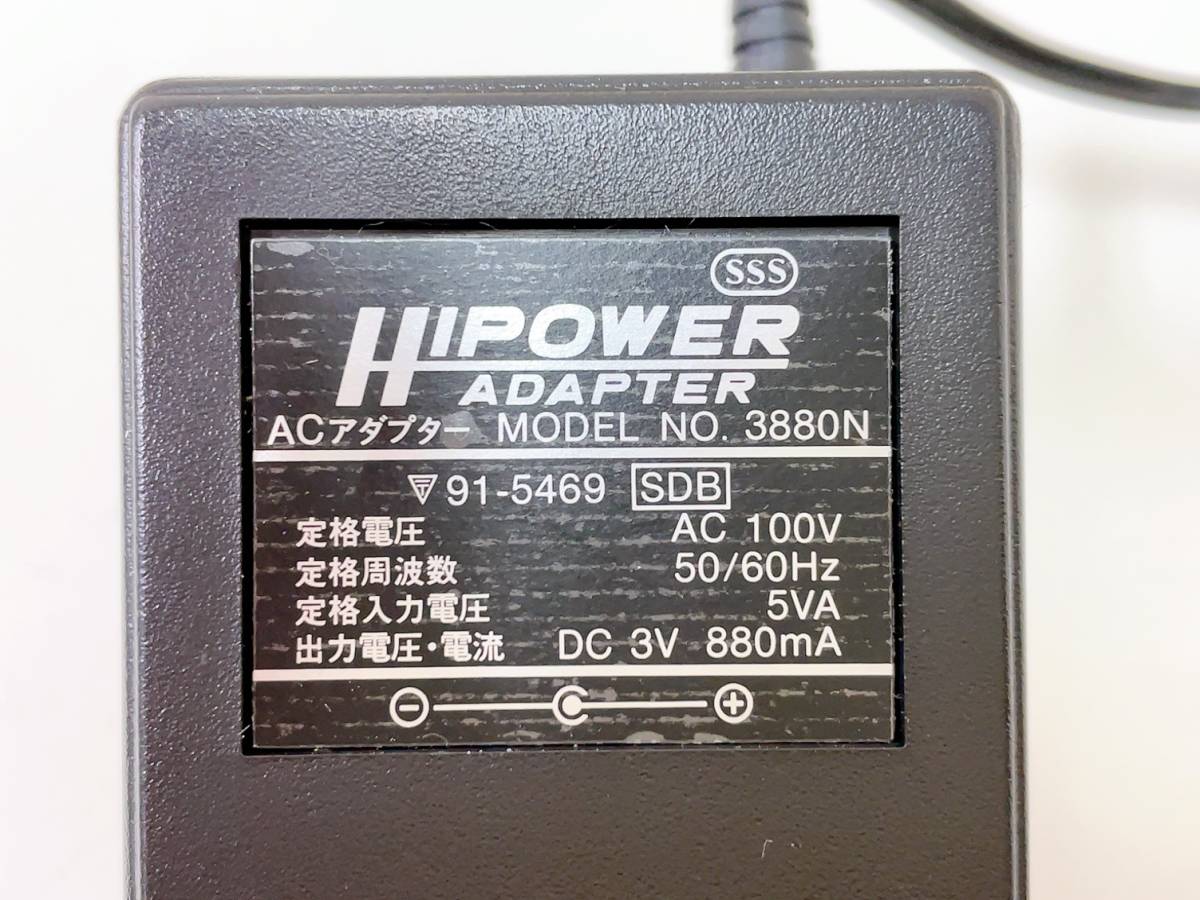 SSS
HIPOWER
ADAPTER
ACアダプター MODEL NO. 3880N
91-5469 SDB
定格電圧 AC 100V
定格周波数 50/60Hz
定格入力電圧 5VA
出力電圧・電流 DC 3V 880mA